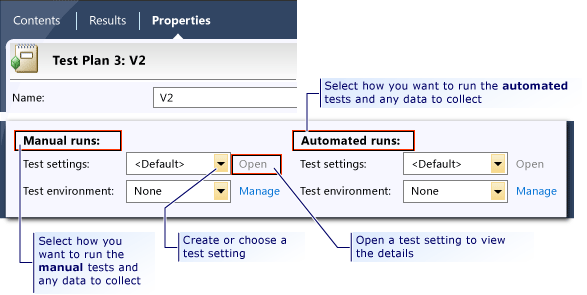 Contents Results Properties
Test Plan 3: V2
Name: V2
Select how you want to run the automated
tests and any data to collect
Manual runs: Automated runs:
Test settings: <Default> Open Test settings: <Default> Open
Test environment: None Manage Test environment: None Manage
Select how you
want to run the
manual tests and
any data to collect
Create or choose a
test setting
Open a test setting to view
the details